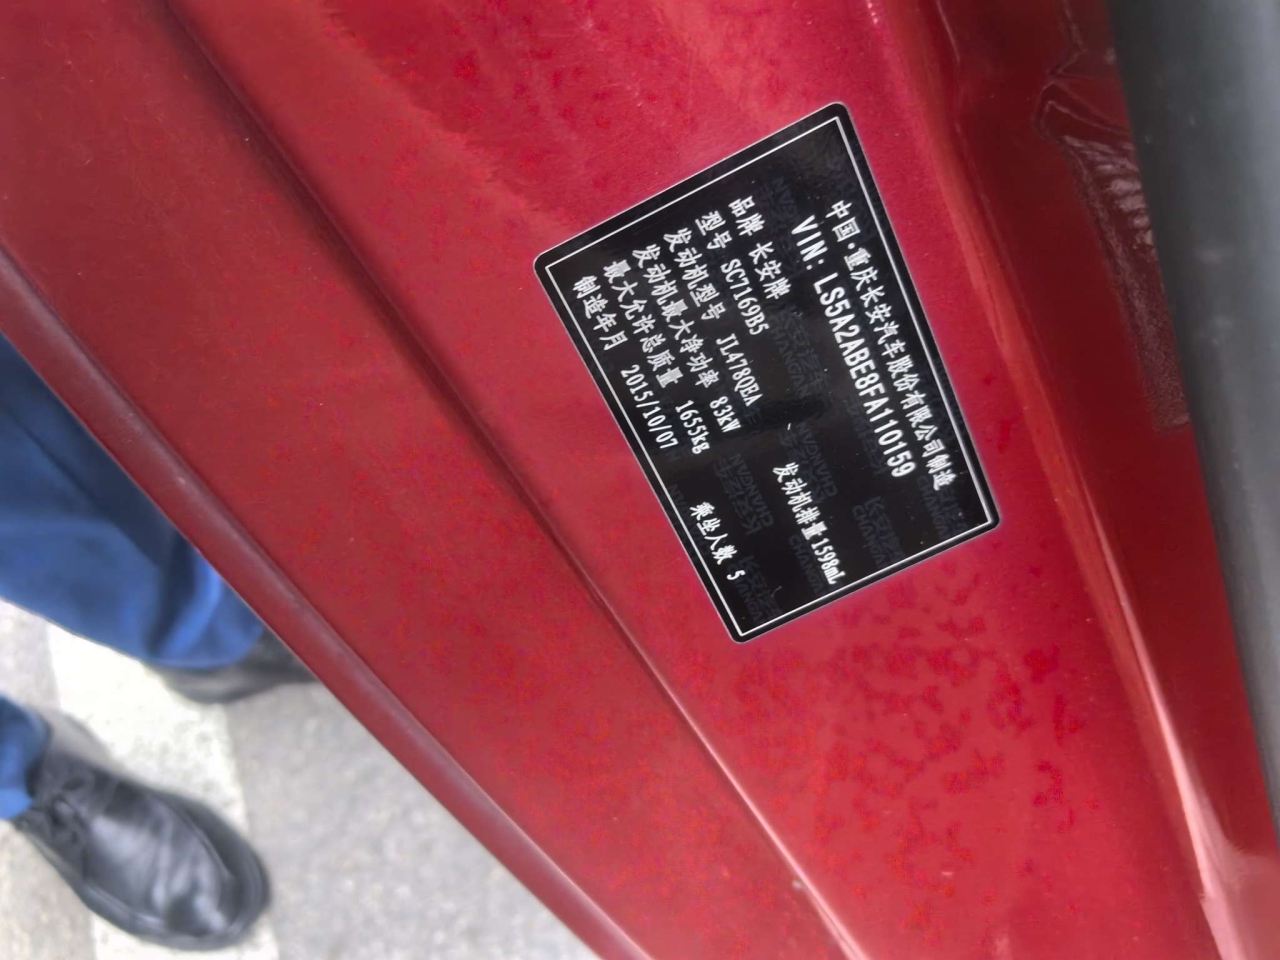 中国·重庆长安汽车股份有限公司制造
VIN: LS5A2ABE8FA110159
品牌 长安牌
型号 SC7169B5
发动机型号 JL478QEA 发动机排量 1598mL
发动机最大净功率 83kW
最大允许总质量 1655kg
制造年月 2015/10/07 乘坐人数 5